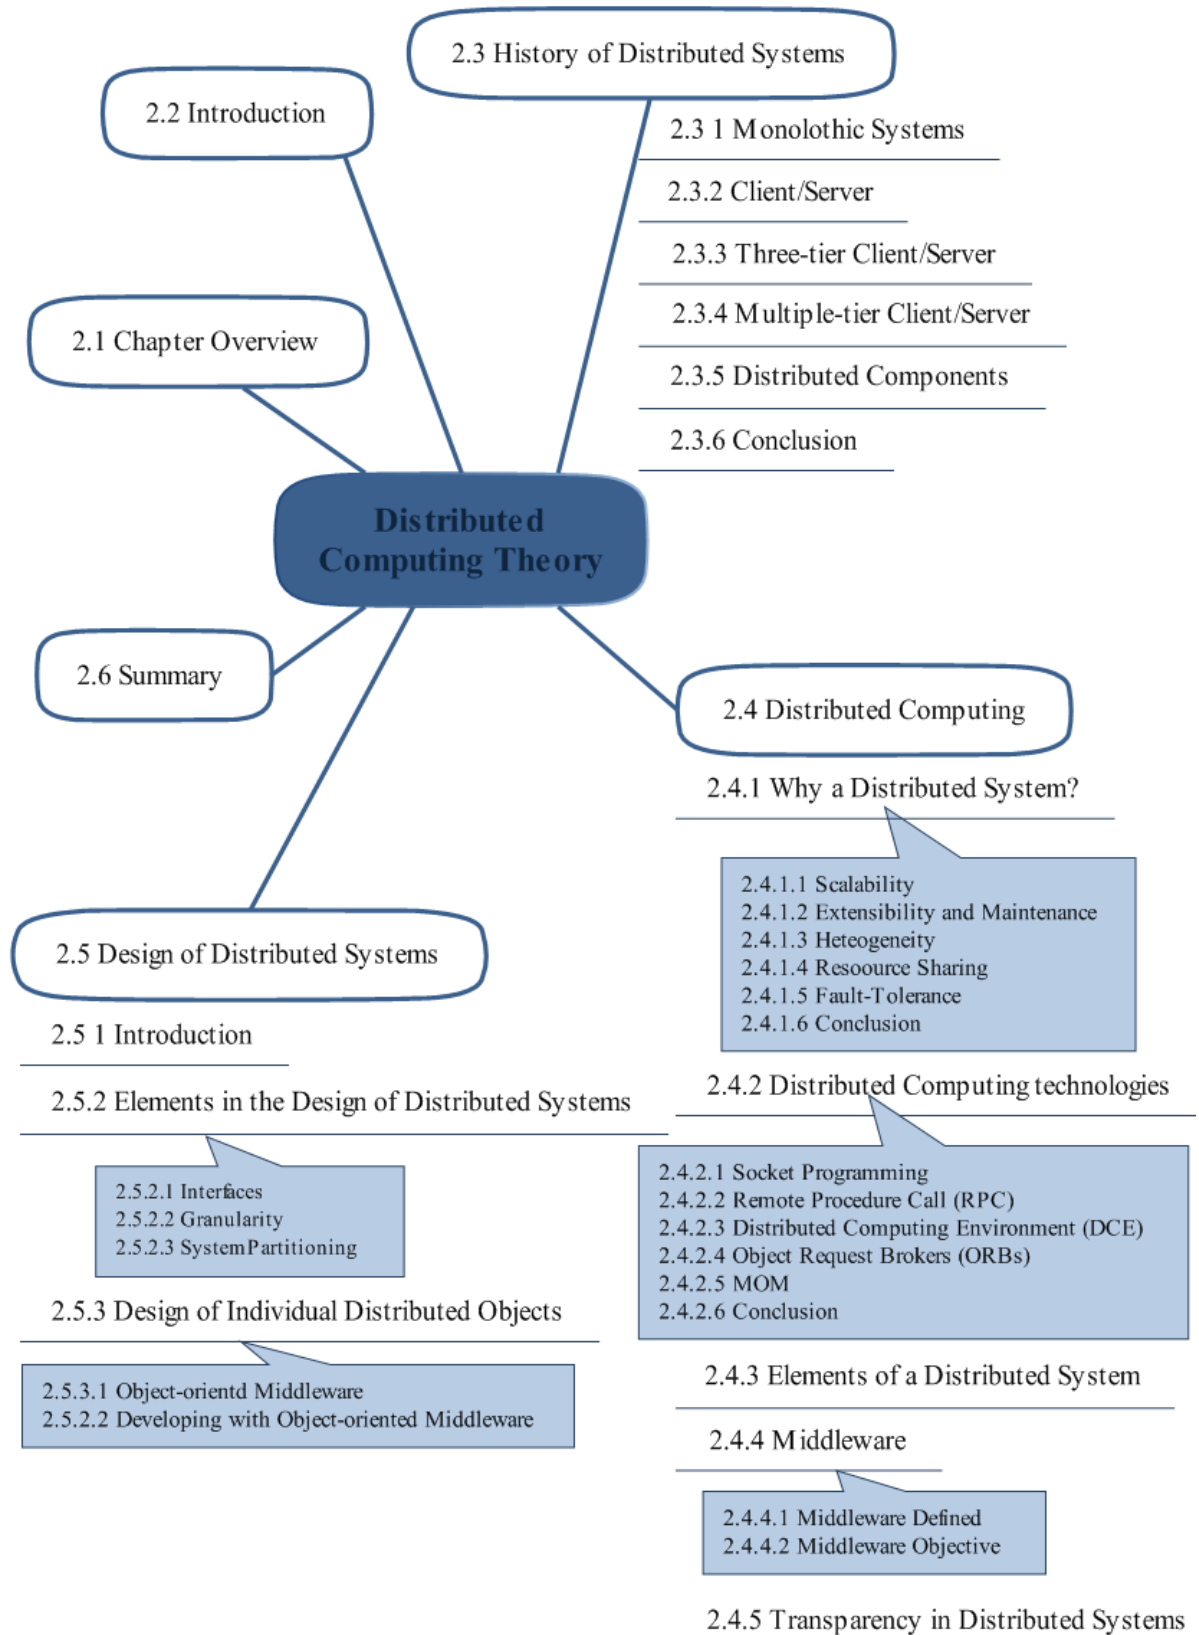 2.3 History of Distributed Systems
2.2 Introduction
2.3 1 Monolothic Systems
2.3.2 Client/Server
2.3.3 Three-tier Client/Server
2.3.4 Multiple-tier Client/Server
2.3.5 Distributed Components
2.3.6 Conclusion
2.1 Chapter Overview
Distributed
Computing Theory
2.6 Summary
2.4 Distributed Computing
2.4.1 Why a Distributed System?
2.4.1.1 Scalability
2.4.1.2 Extensibility and Maintenance
2.4.1.3 Heteogeneity
2.4.1.4 Resoource Sharing
2.4.1.5 Fault-Tolerance
2.4.1.6 Conclusion
2.4.2 Distributed Computing technologies
2.4.2.1 Socket Programming
2.4.2.2 Remote Procedure Call (RPC)
2.4.2.3 Distributed Computing Environment (DCE)
2.4.2.4 Object Request Brokers (ORBs)
2.4.2.5 MOM
2.4.2.6 Conclusion
2.4.3 Elements of a Distributed System
2.4.4 Middleware
2.4.4.1 Middleware Defined
2.4.4.2 Middleware Objective
2.4.5 Transparency in Distributed Systems
2.5 Design of Distributed Systems
2.5 1 Introduction
2.5.2 Elements in the Design of Distributed Systems
2.5.2.1 Interfaces
2.5.2.2 Granularity
2.5.2.3 System Partitioning
2.5.3 Design of Individual Distributed Objects
2.5.3.1 Object-orientd Middleware
2.5.2.2 Developing with Object-oriented Middleware